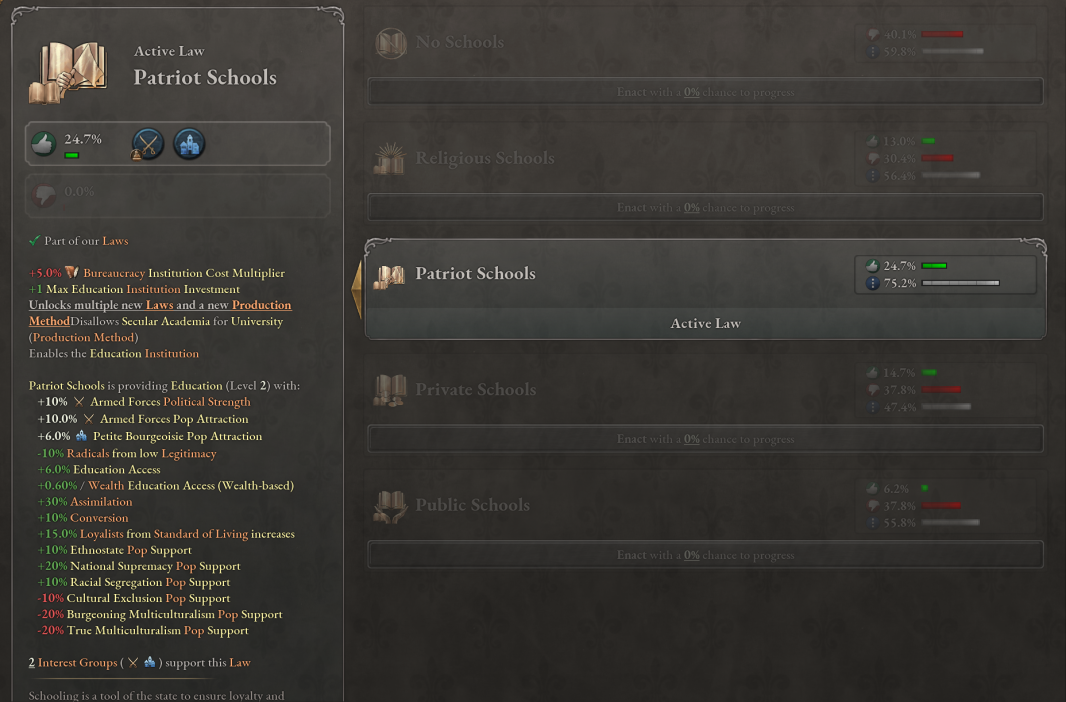 Active Law
Patriot Schools
24.7%
0.0%
Part of our Laws
+5.0% Bureaucracy Institution Cost Multiplier
+1 Max Education Institution Investment
Unlocks multiple new Laws and a new Production
MethodDisallows Secular Academia for University
(Production Method)
Enables the Education Institution
Patriot Schools is providing Education (Level 2) with:
+10% Armed Forces Political Strength
+10.0% Armed Forces Pop Attraction
+6.0% Petite Bourgeoisie Pop Attraction
-10% Radicals from low Legitimacy
+6.0% Education Access
+0.60% / Wealth Education Access (Wealth-based)
+30% Assimilation
+10% Conversion
+15.0% Loyalists from Standard of Living increases
+10% Ethnostate Pop Support
+20% National Supremacy Pop Support
+10% Racial Segregation Pop Support
-10% Cultural Exclusion Pop Support
-20% Burgeoning Multiculturalism Pop Support
-20% True Multiculturalism Pop Support
2 Interest Groups ( ) support this Law
Schooling is a tool of the state to ensure loyalty and
No Schools
40.1%
59.8%
Enact with a 0% chance to progress
Religious Schools
13.0%
30.4%
56.4%
Enact with a 0% chance to progress
Patriot Schools
24.7%
75.2%
Active Law
Private Schools
14.7%
37.8%
47.4%
Enact with a 0% chance to progress
Public Schools
6.2%
37.8%
55.8%
Enact with a 0% chance to progress